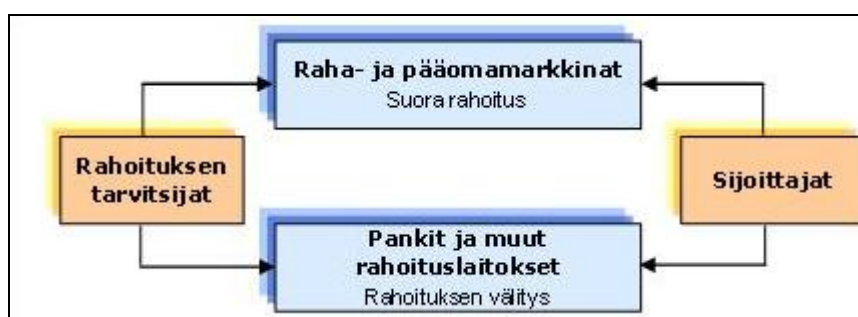 Raha- ja pääomamarkkinat
Suora rahoitus
Rahoituksen
tarvitsijat
Sijoittajat
Pankit ja muut
rahoituslaitokset
Rahoituksen välitys